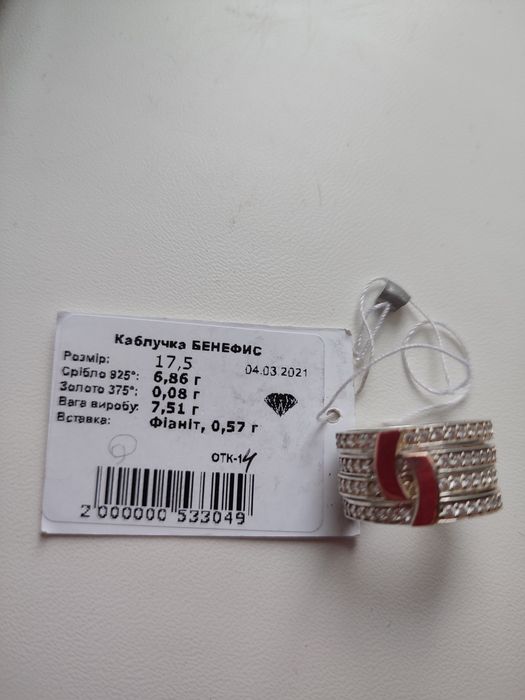 Каблучка БЕНЕФИС
Розмір: 17,5 04.03 2021
Срібло 925°: 6,86 г
Золото 375°: 0,08 г
Вага виробу: 7,51 г
Вставка: Фіаніт, 0,57 г
ОТК-14
2 000000 533049